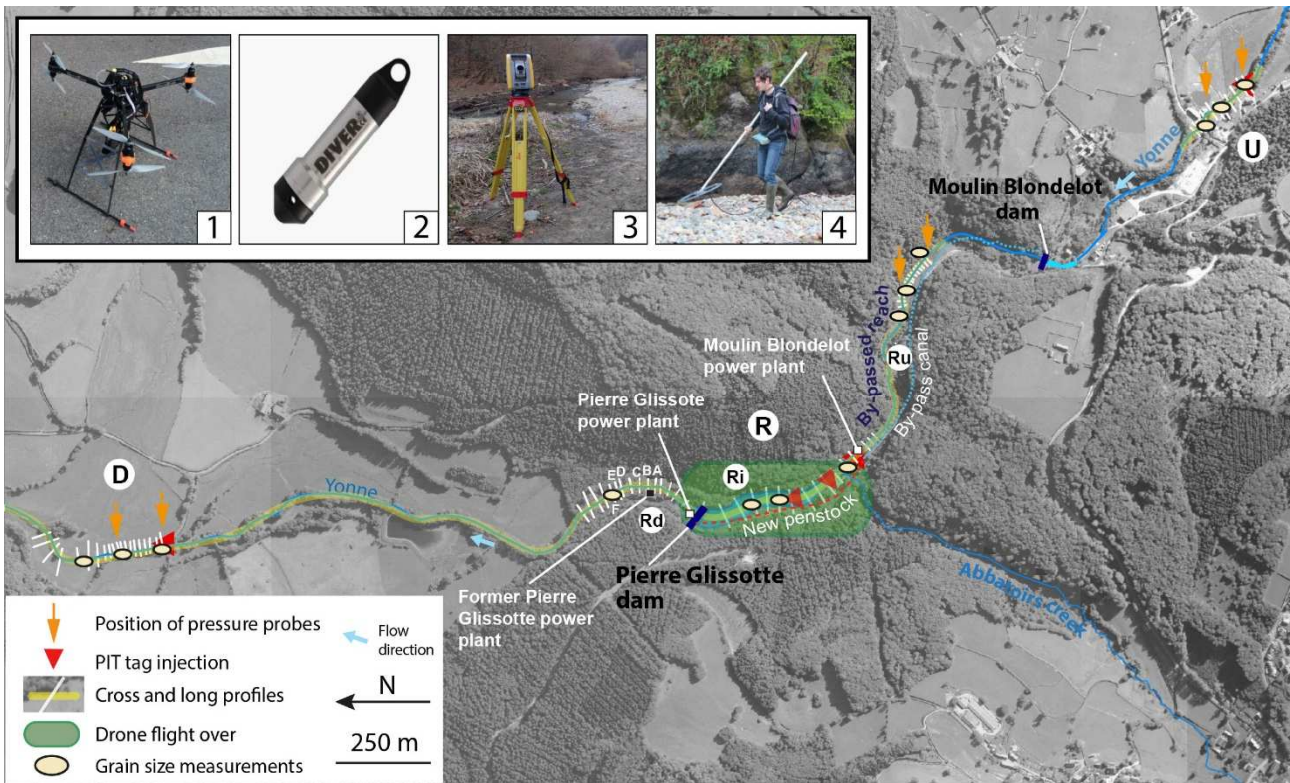 1
DIVER
2
3
4
Yonne
U
Moulin Blondelot
dam
By-passed reach
Ru
By-pass canal
Moulin Blondelot
power plant
Pierre Glissote
power plant
R
Ri
New penstock
D
Yonne
E D C B A
F
Rd
Pierre Glissotte
dam
Former Pierre
Glissotte power
plant
Abbatoirs creek
Position of pressure probes
Flow
direction
PIT tag injection
Cross and long profiles
N
Drone flight over
250 m
Grain size measurements